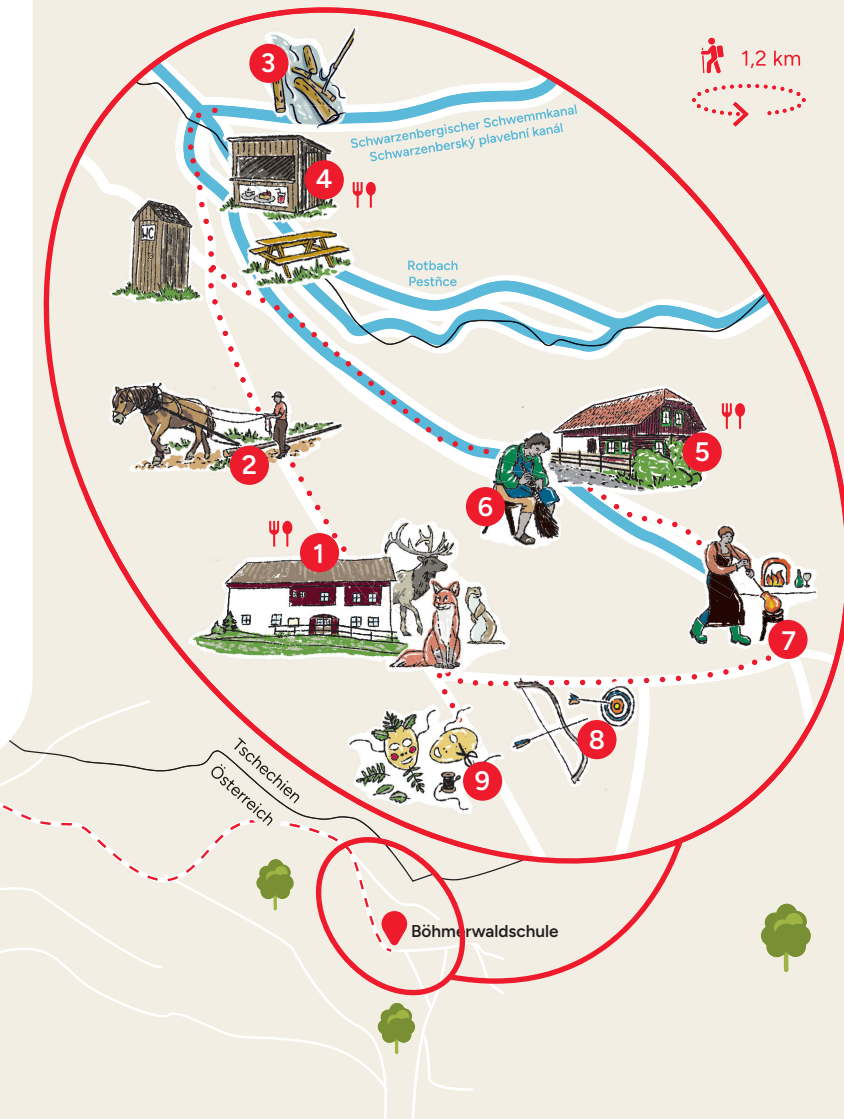 3
1,2 km
Schwarzenbergischer Schwemmkanal
Schwarzenberský plavební kanál
4
WC
Rotbach
Pestřice
2
5
6
1
7
8
9
Tschechien
Österreich
Böhmerwaldschule